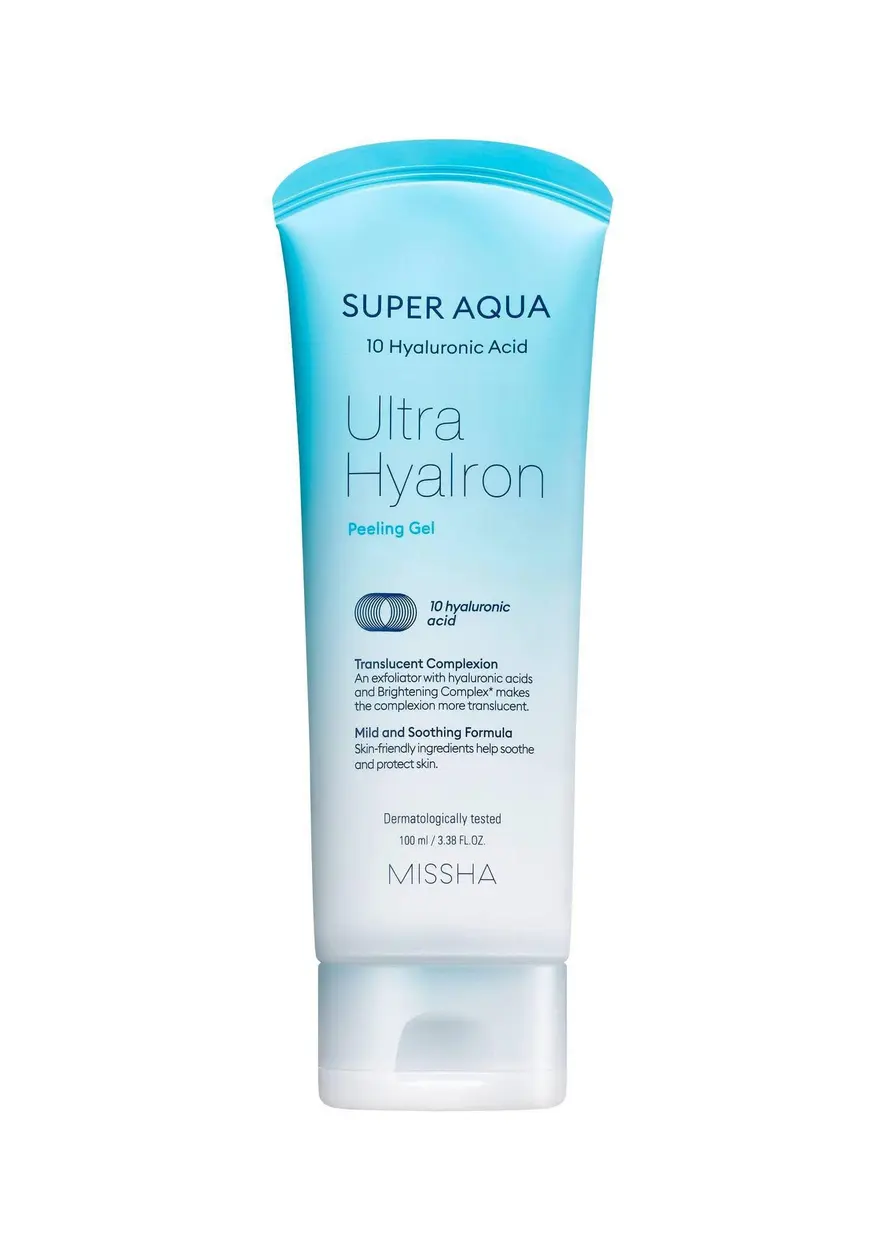 SUPER AQUA
10 Hyaluronic Acid
Ultra
Hyalron
Peeling Gel
10 hyaluronic
acid
Translucent Complexion
An exfoliator with hyaluronic acids
and Brightening Complex* makes
the complexion more translucent.
Mild and Soothing Formula
Skin-friendly ingredients help soothe
and protect skin.
Dermatologically tested
100 ml / 3.38 FL.OZ.
MISSHA